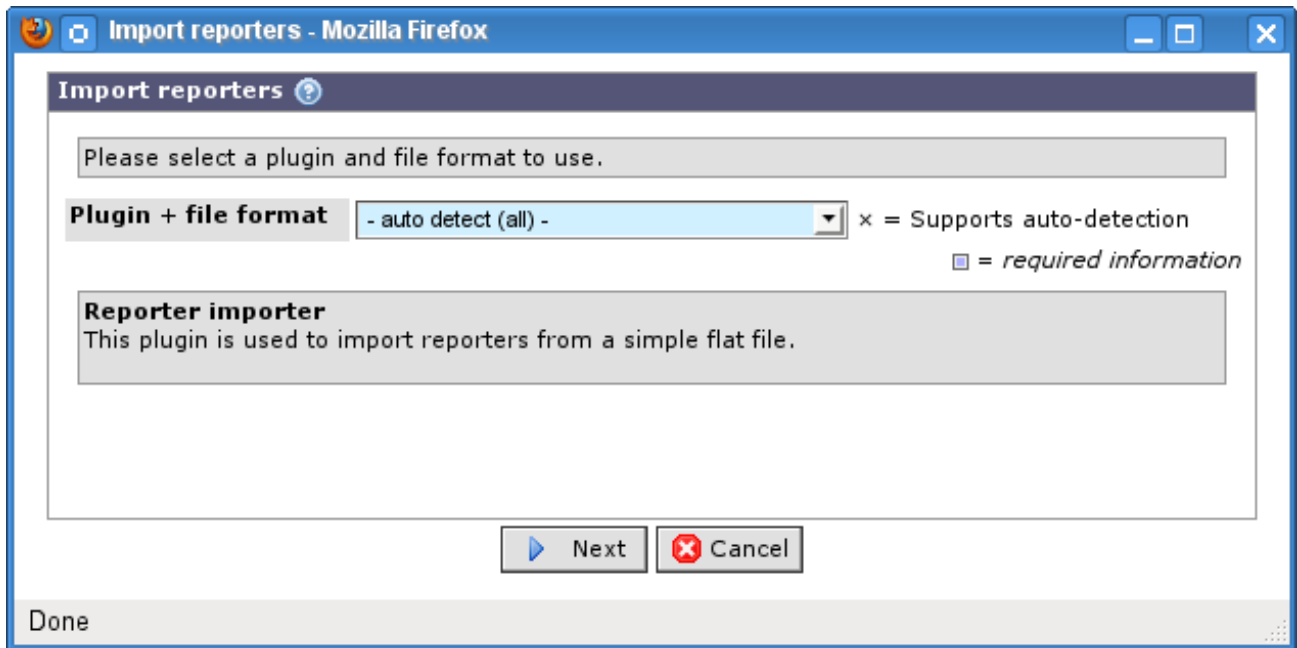 Import reporters - Mozilla Firefox
Import reporters
Please select a plugin and file format to use.
Plugin + file format - auto detect (all) - × = Supports auto-detection
= required information
Reporter importer
This plugin is used to import reporters from a simple flat file.
Next Cancel
Done